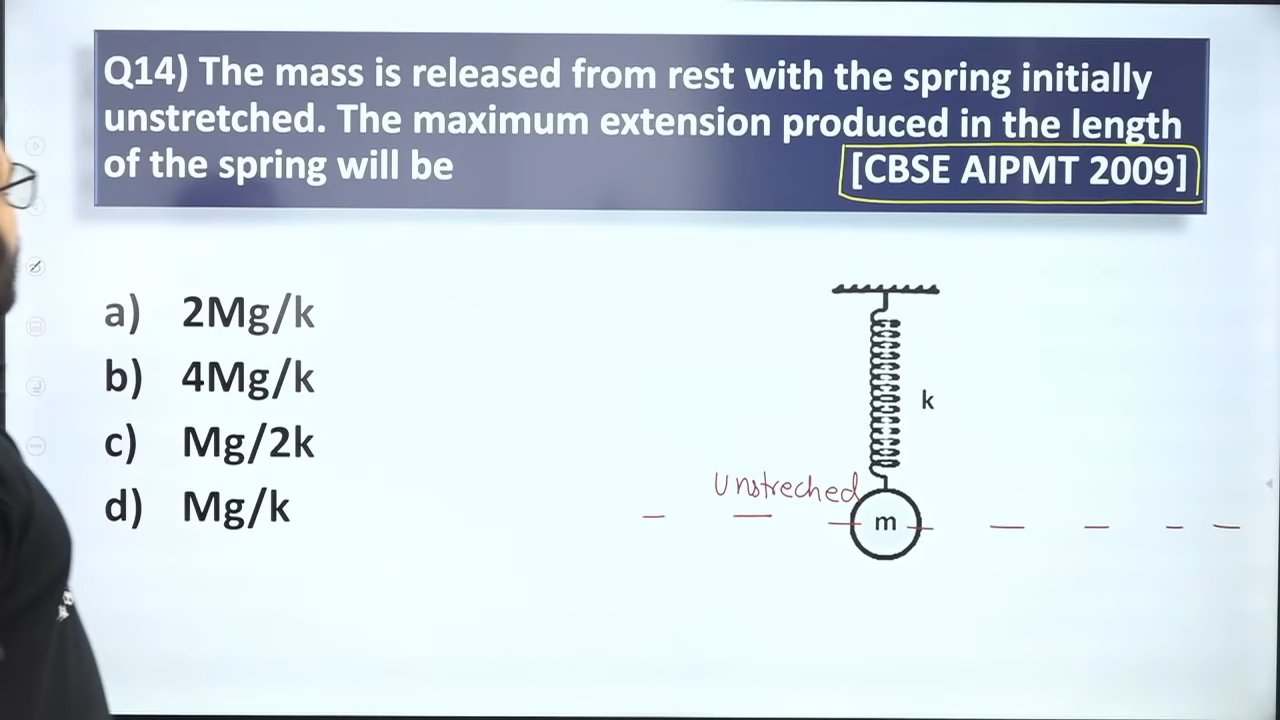 Q14) The mass is released from rest with the spring initially
unstretched. The maximum extension produced in the length
of the spring will be [CBSE AIPMT 2009]
a) 2Mg/k
b) 4Mg/k
c) Mg/2k
d) Mg/k
k
Unstreched
m